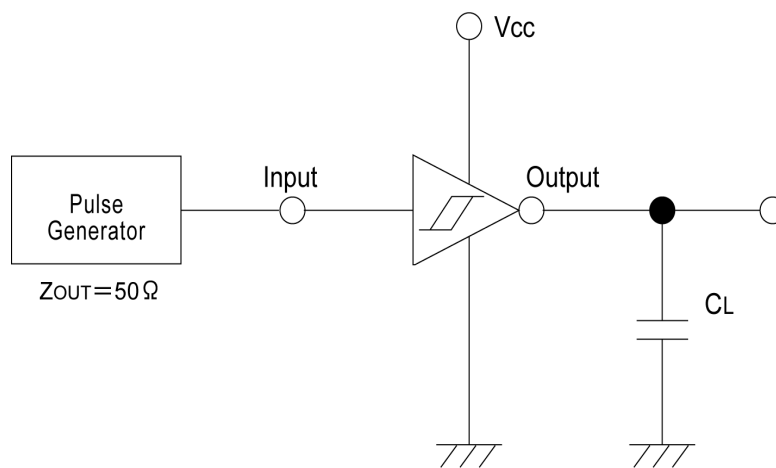 Vcc
Input
Output
Pulse
Generator
ZOUT=50Ω
CL